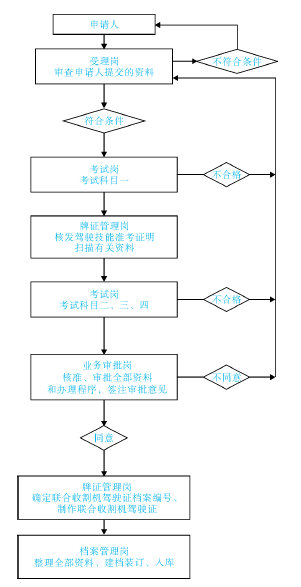 申请人
受理岗
审查申请人提交的资料
不符合条件
符合条件
考试岗
考试科目一
不合格
牌证管理岗
核发驾驶技能准考证明
扫描有关资料
考试岗
考试科目二、三、四
不合格
业务审批岗
核准、审批全部资料
和办理程序，签注审批意见
不同意
同意
牌证管理岗
确定联合收割机驾驶证档案编号、
制作联合收割机驾驶证
档案管理岗
整理全部资料、建档装订、入库